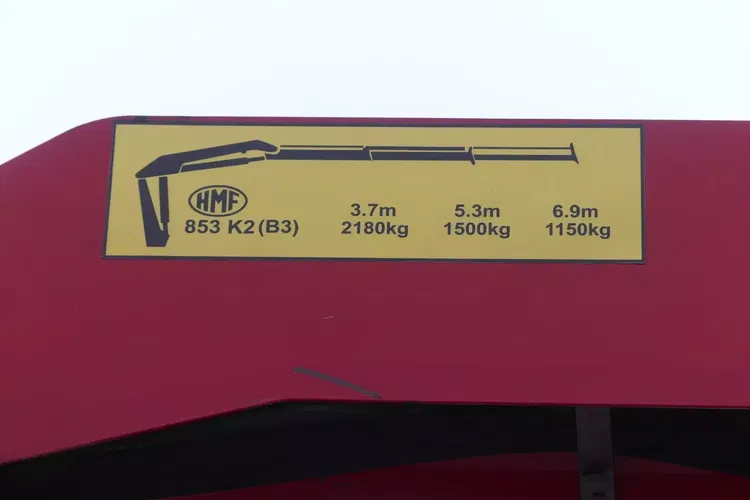 HMF
853 K2(B3)
3.7m 5.3m 6.9m
2180kg 1500kg 1150kg